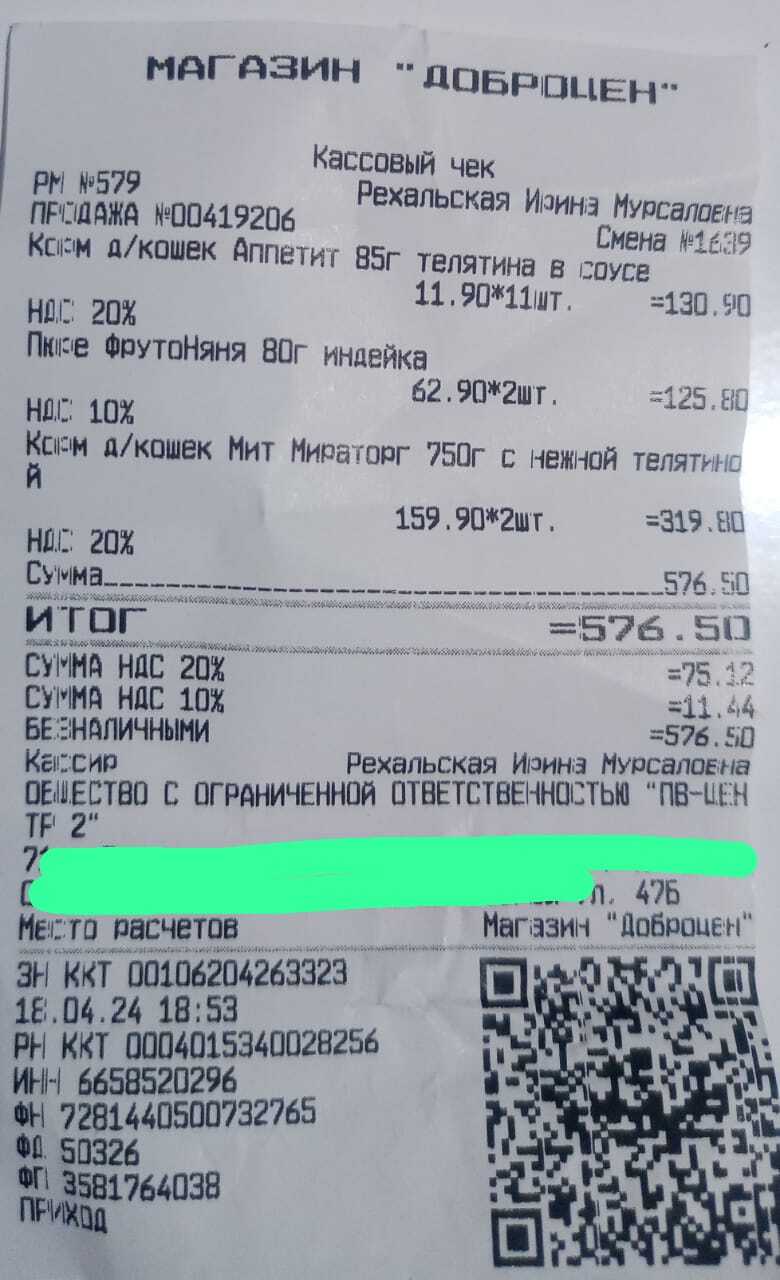 МАГАЗИН "ДОБРОЦЕН"
Кассовый чек
РМ №579
Рехальская Ирина Мурсаловна
ПРОДАЖА №00419206
Смена №1639
Корм д/кошек Аппетит 85г телятина в соусе
11.90*11шт. =130.90
НДС 20%
Пюре ФрутоНяня 80г индейка
62.90*2шт. =125.80
НДС 10%
Корм д/кошек Мит Мираторг 750г с нежной телятино
й
159.90*2шт. =319.80
НДС 20%
Сумма 576.50
ИТОГ =576.50
СУММА НДС 20% =75.12
СУММА НДС 10% =11.44
БЕЗНАЛИЧНЫМИ =576.50
Кассир Рехальская Ирина Мурсаловна
ОБЩЕСТВО С ОГРАНИЧЕННОЙ ОТВЕТСТВЕННОСТЬЮ "ПВ-ЦЕН
ТР 2"
47Б
Место расчетов Магазин "Доброцен"
ЗН ККТ 00106204263323
18.04.24 18:53
РН ККТ 0004015340028256
ИНН 6658520296
ФН 7281440500732765
ФД 50326
ФП 3581764038
ПРИХОД